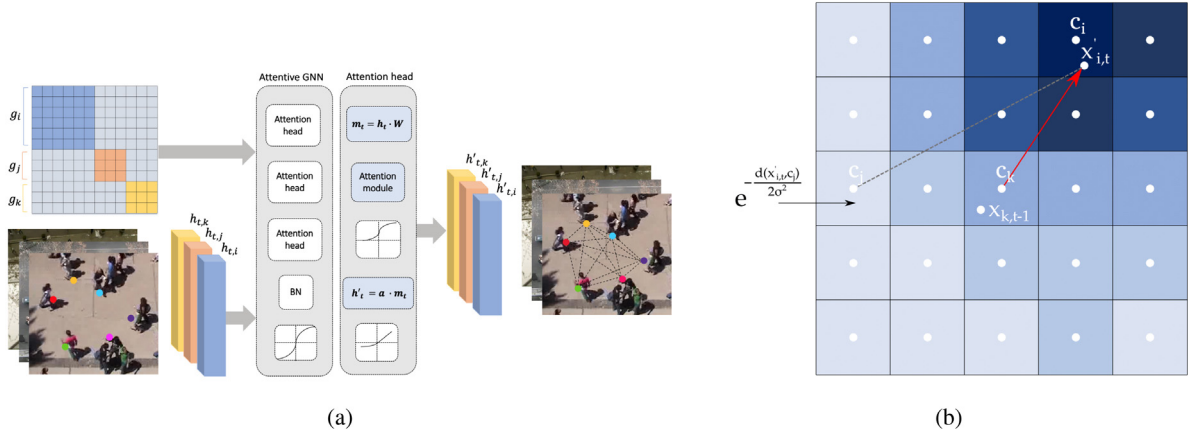 Attentive GNN
Attention head
g_i
g_j
g_k
Attention head
Attention head
Attention head
BN
m_t = h_t · W
Attention module
h'_t = a · m_t
h_{t,k}
h_{t,j}
h_{t,i}
h'_{t,k}
h'_{t,j}
h'_{t,i}
(a)
c_i
x'_{i,t}
c_j
c_k
x_{k,t-1}
e^{-\frac{d(x'_{i,t}, c_j)}{2σ^2}}
(b)